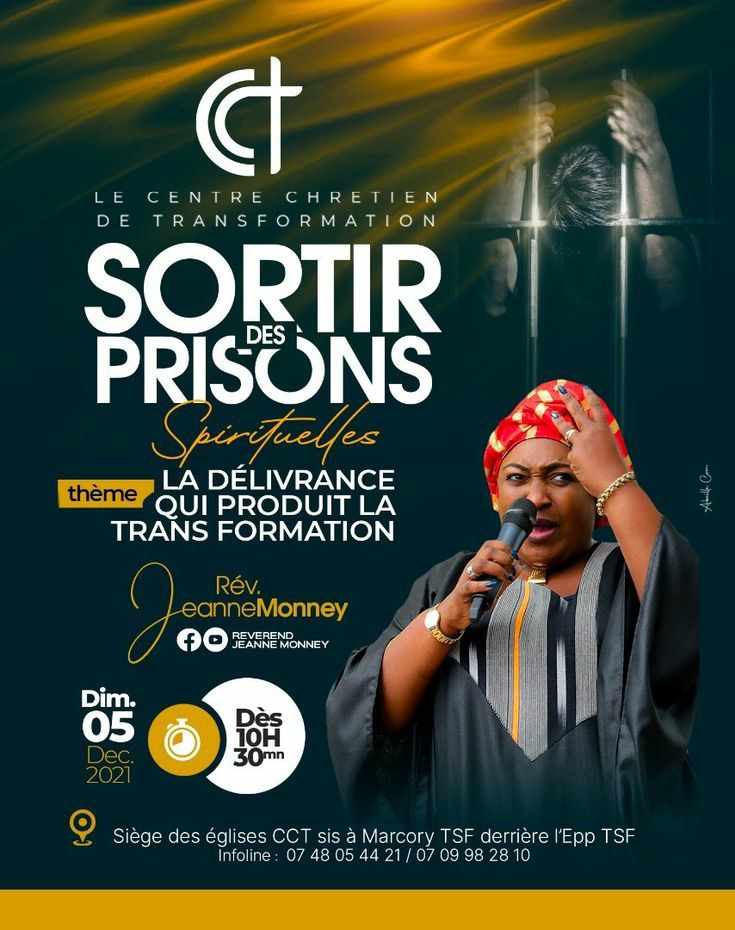 CCT
LE CENTRE CHRETIEN
DE TRANSFORMATION
SORTIR
DES
PRISONS
Spirituelles
thème
LA DÉLIVRANCE
QUI PRODUIT LA
TRANS FORMATION
Rév.
JeanneMonney
REVEREND
JEANNE MONNEY
Dim.
05
Dec.
2021
Dès
10H
30mn
Siège des églises CCT sis à Marcory TSF derrière l'Epp TSF
Infoline : 07 48 05 44 21 / 07 09 98 28 10